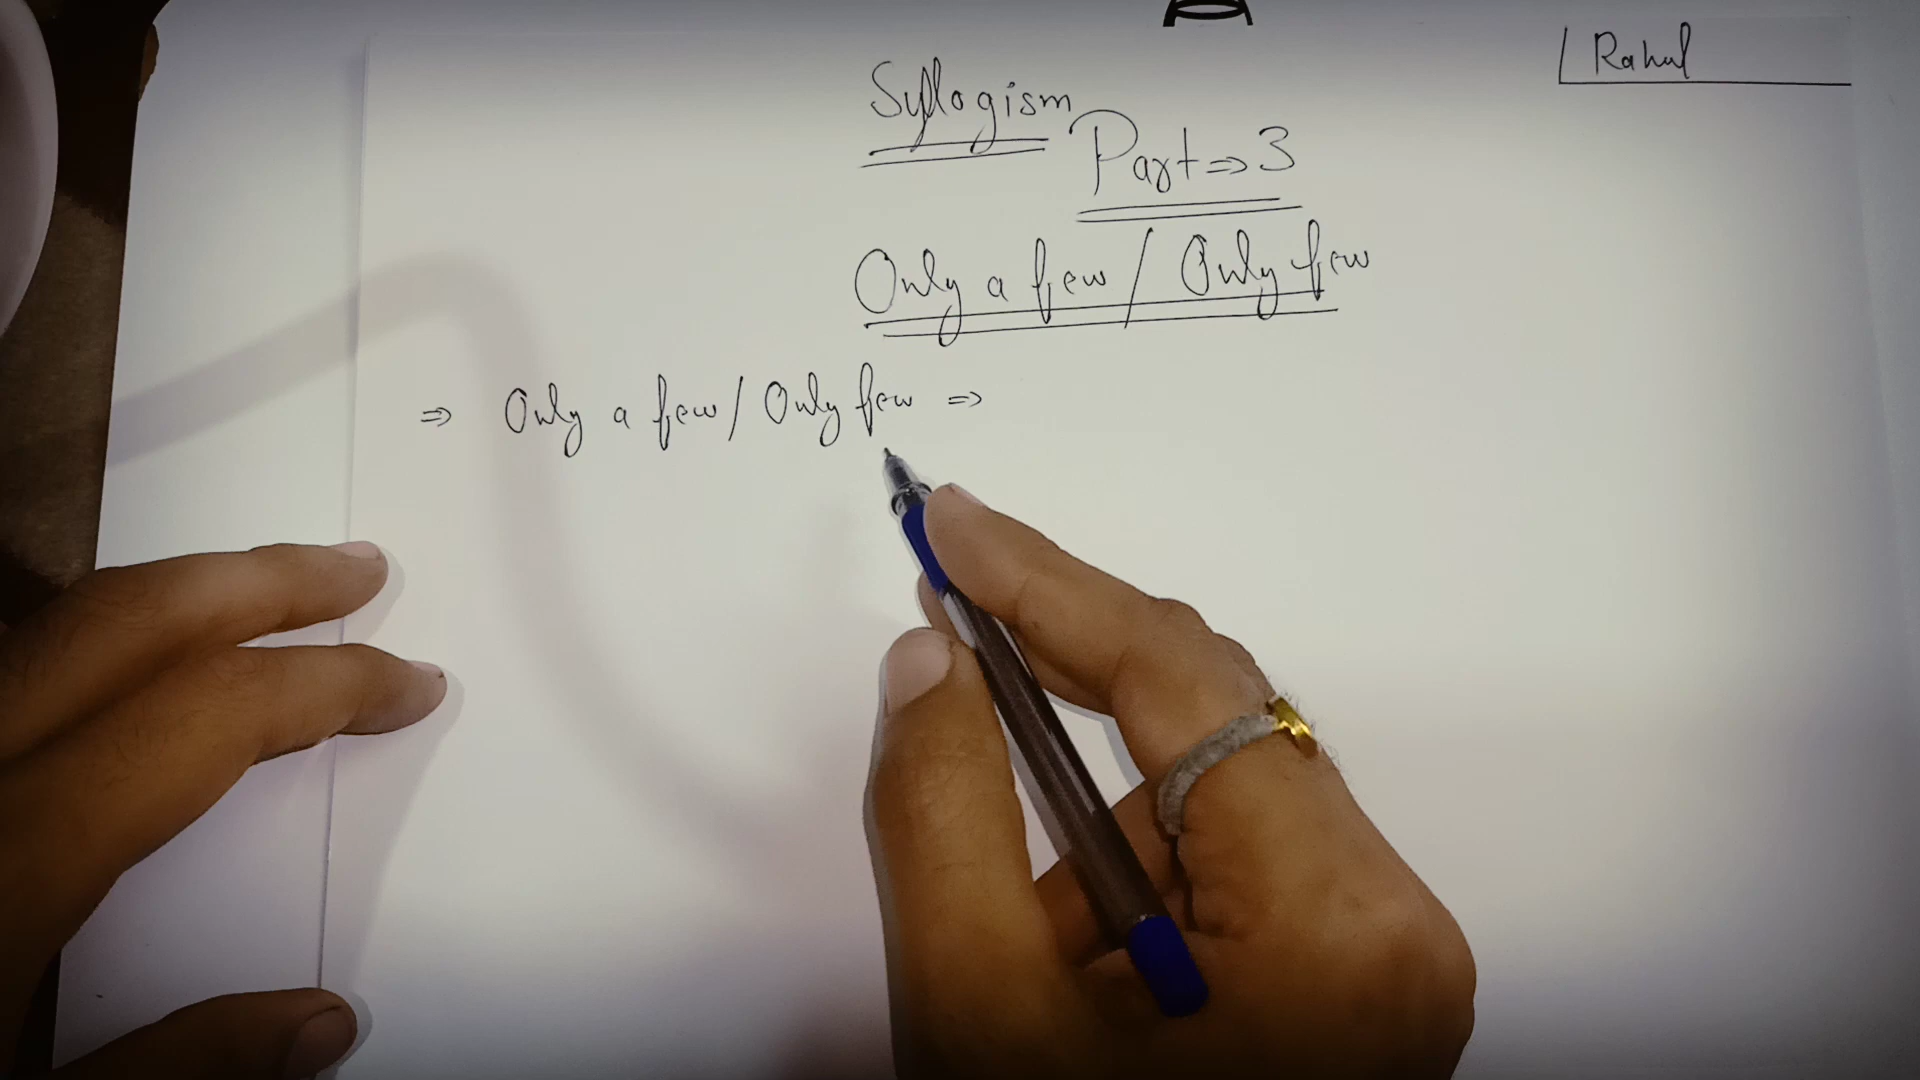 Rahul
Syllogism
Part ⇒ 3
Only a few / Only few
⇒ Only a few / Only few ⇒